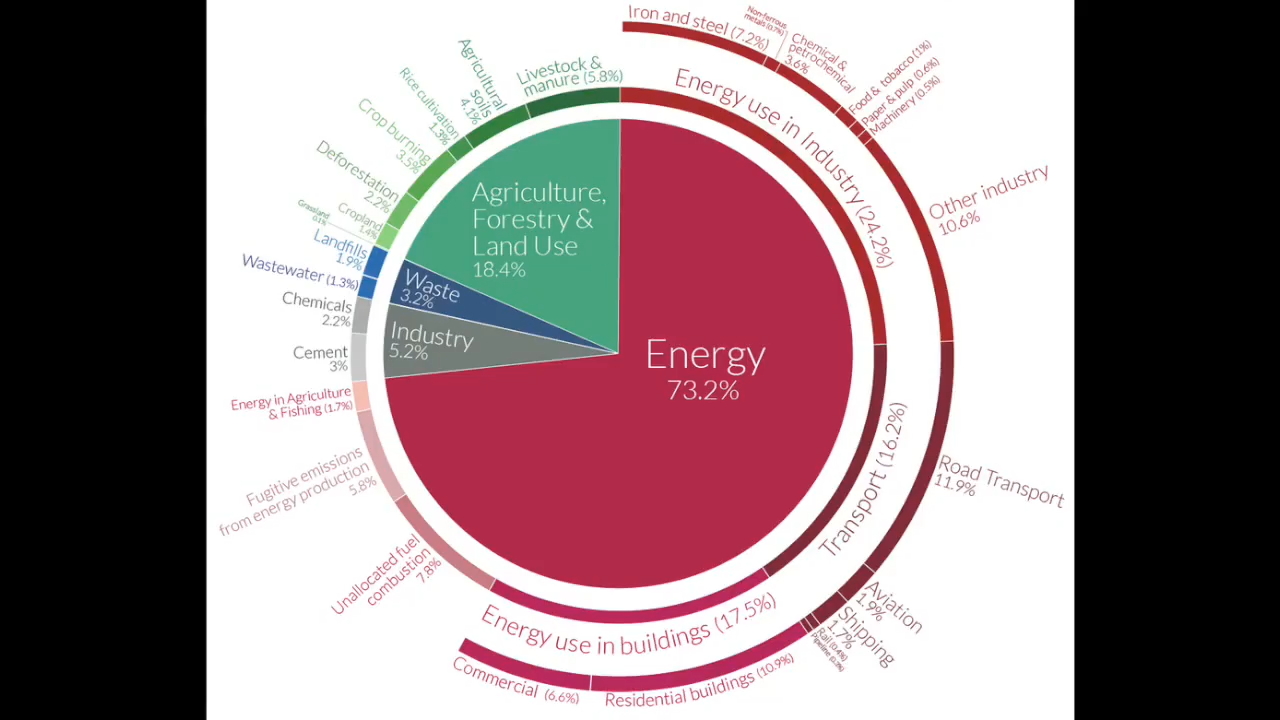 Iron and steel (7.2%)
Non-ferrous
metals (0.7%)
Chemical &
petrochemical
3.6%
Food & tobacco (1%)
Paper & pulp (0.6%)
Machinery (0.5%)
Energy use in Industry (24.2%)
Other industry
10.6%
Livestock &
manure (5.8%)
Agricultural
soils
4.1%
Rice cultivation
1.3%
Crop burning
3.5%
Deforestation
2.2%
Cropland
1.4%
Grassland
0.1%
Landfills
1.9%
Wastewater (1.3%)
Chemicals
2.2%
Cement
3%
Energy in Agriculture
& Fishing (1.7%)
Fugitive emissions
from energy production
5.8%
Unallocated fuel
combustion
7.8%
Agriculture,
Forestry &
Land Use
18.4%
Waste
3.2%
Industry
5.2%
Energy
73.2%
Transport (16.2%)
Road Transport
11.9%
Aviation
1.9%
Shipping
1.7%
Rail (0.4%)
Pipeline (0.3%)
Energy use in buildings (17.5%)
Commercial (6.6%)
Residential buildings (10.9%)